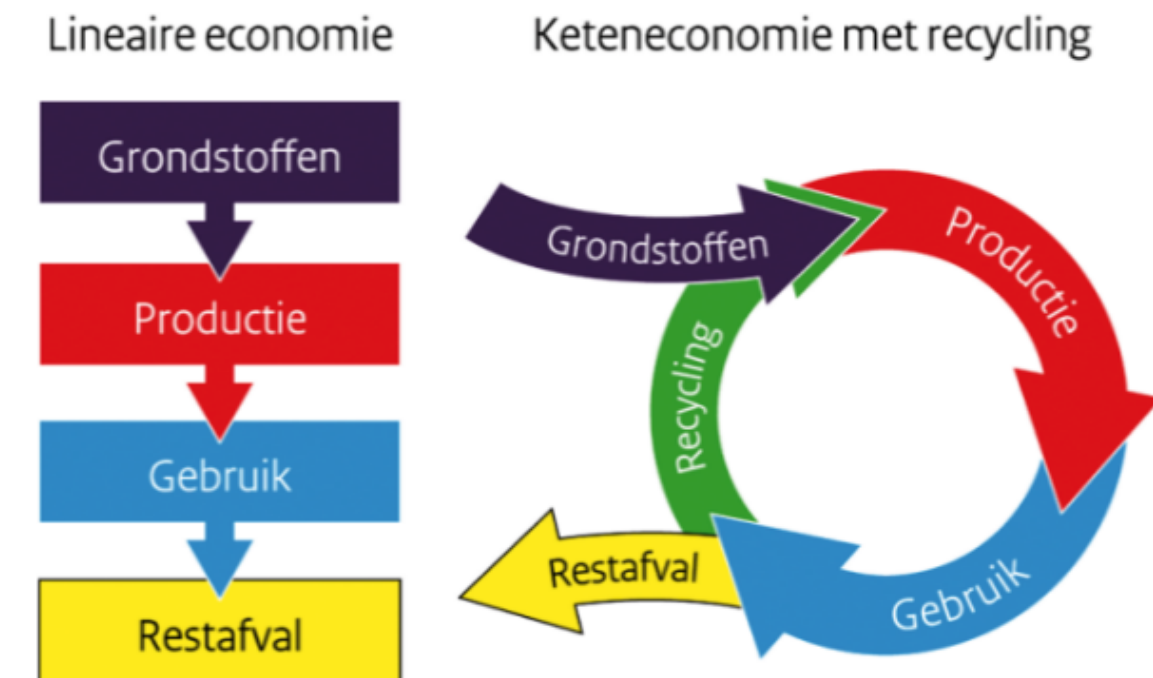 Lineaire economie
Grondstoffen
Productie
Gebruik
Restafval
Keteneconomie met recycling
Grondstoffen
Productie
Gebruik
Recycling
Restafval